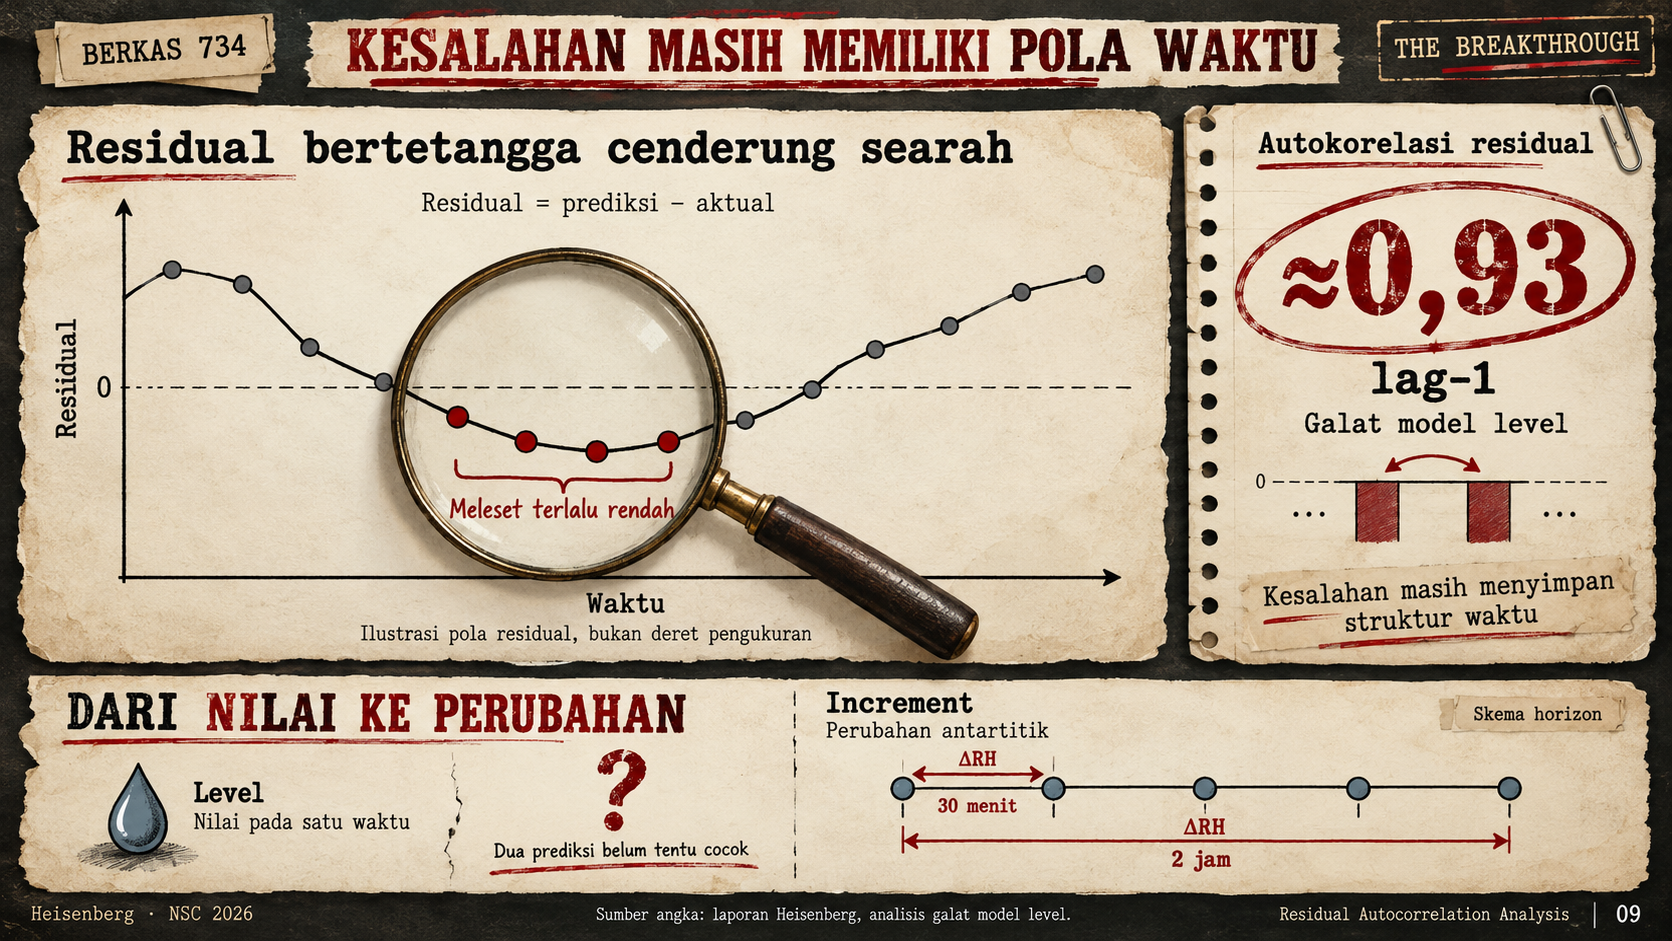 BERKAS 734
KESALAHAN MASIH MEMILIKI POLA WAKTU
THE BREAKTHROUGH
Residual bertetangga cenderung searah
Residual = prediksi − aktual
Resiidual
0
Meleset terlalu rendah
Waktu
Ilustrasi pola residual, bukan deret pengukuran
Autokorelasi residual
≈0,93
lag-1
Galat model level
0
... ...
Kesalahan masih menyimpan
struktur waktu
DARI NILAI KE PERUBAHAN
Level
Nilai pada satu waktu
?
Dua prediksi belum tentu cocok
Increment
Perubahan antartitik
Skema horizon
ΔRH
30 menit
ΔRH
2 jam
Heisenberg · NSC 2026
Sumber angka: laporan Heisenberg, analisis galat model level.
Residual Autocorrelation Analysis | 09